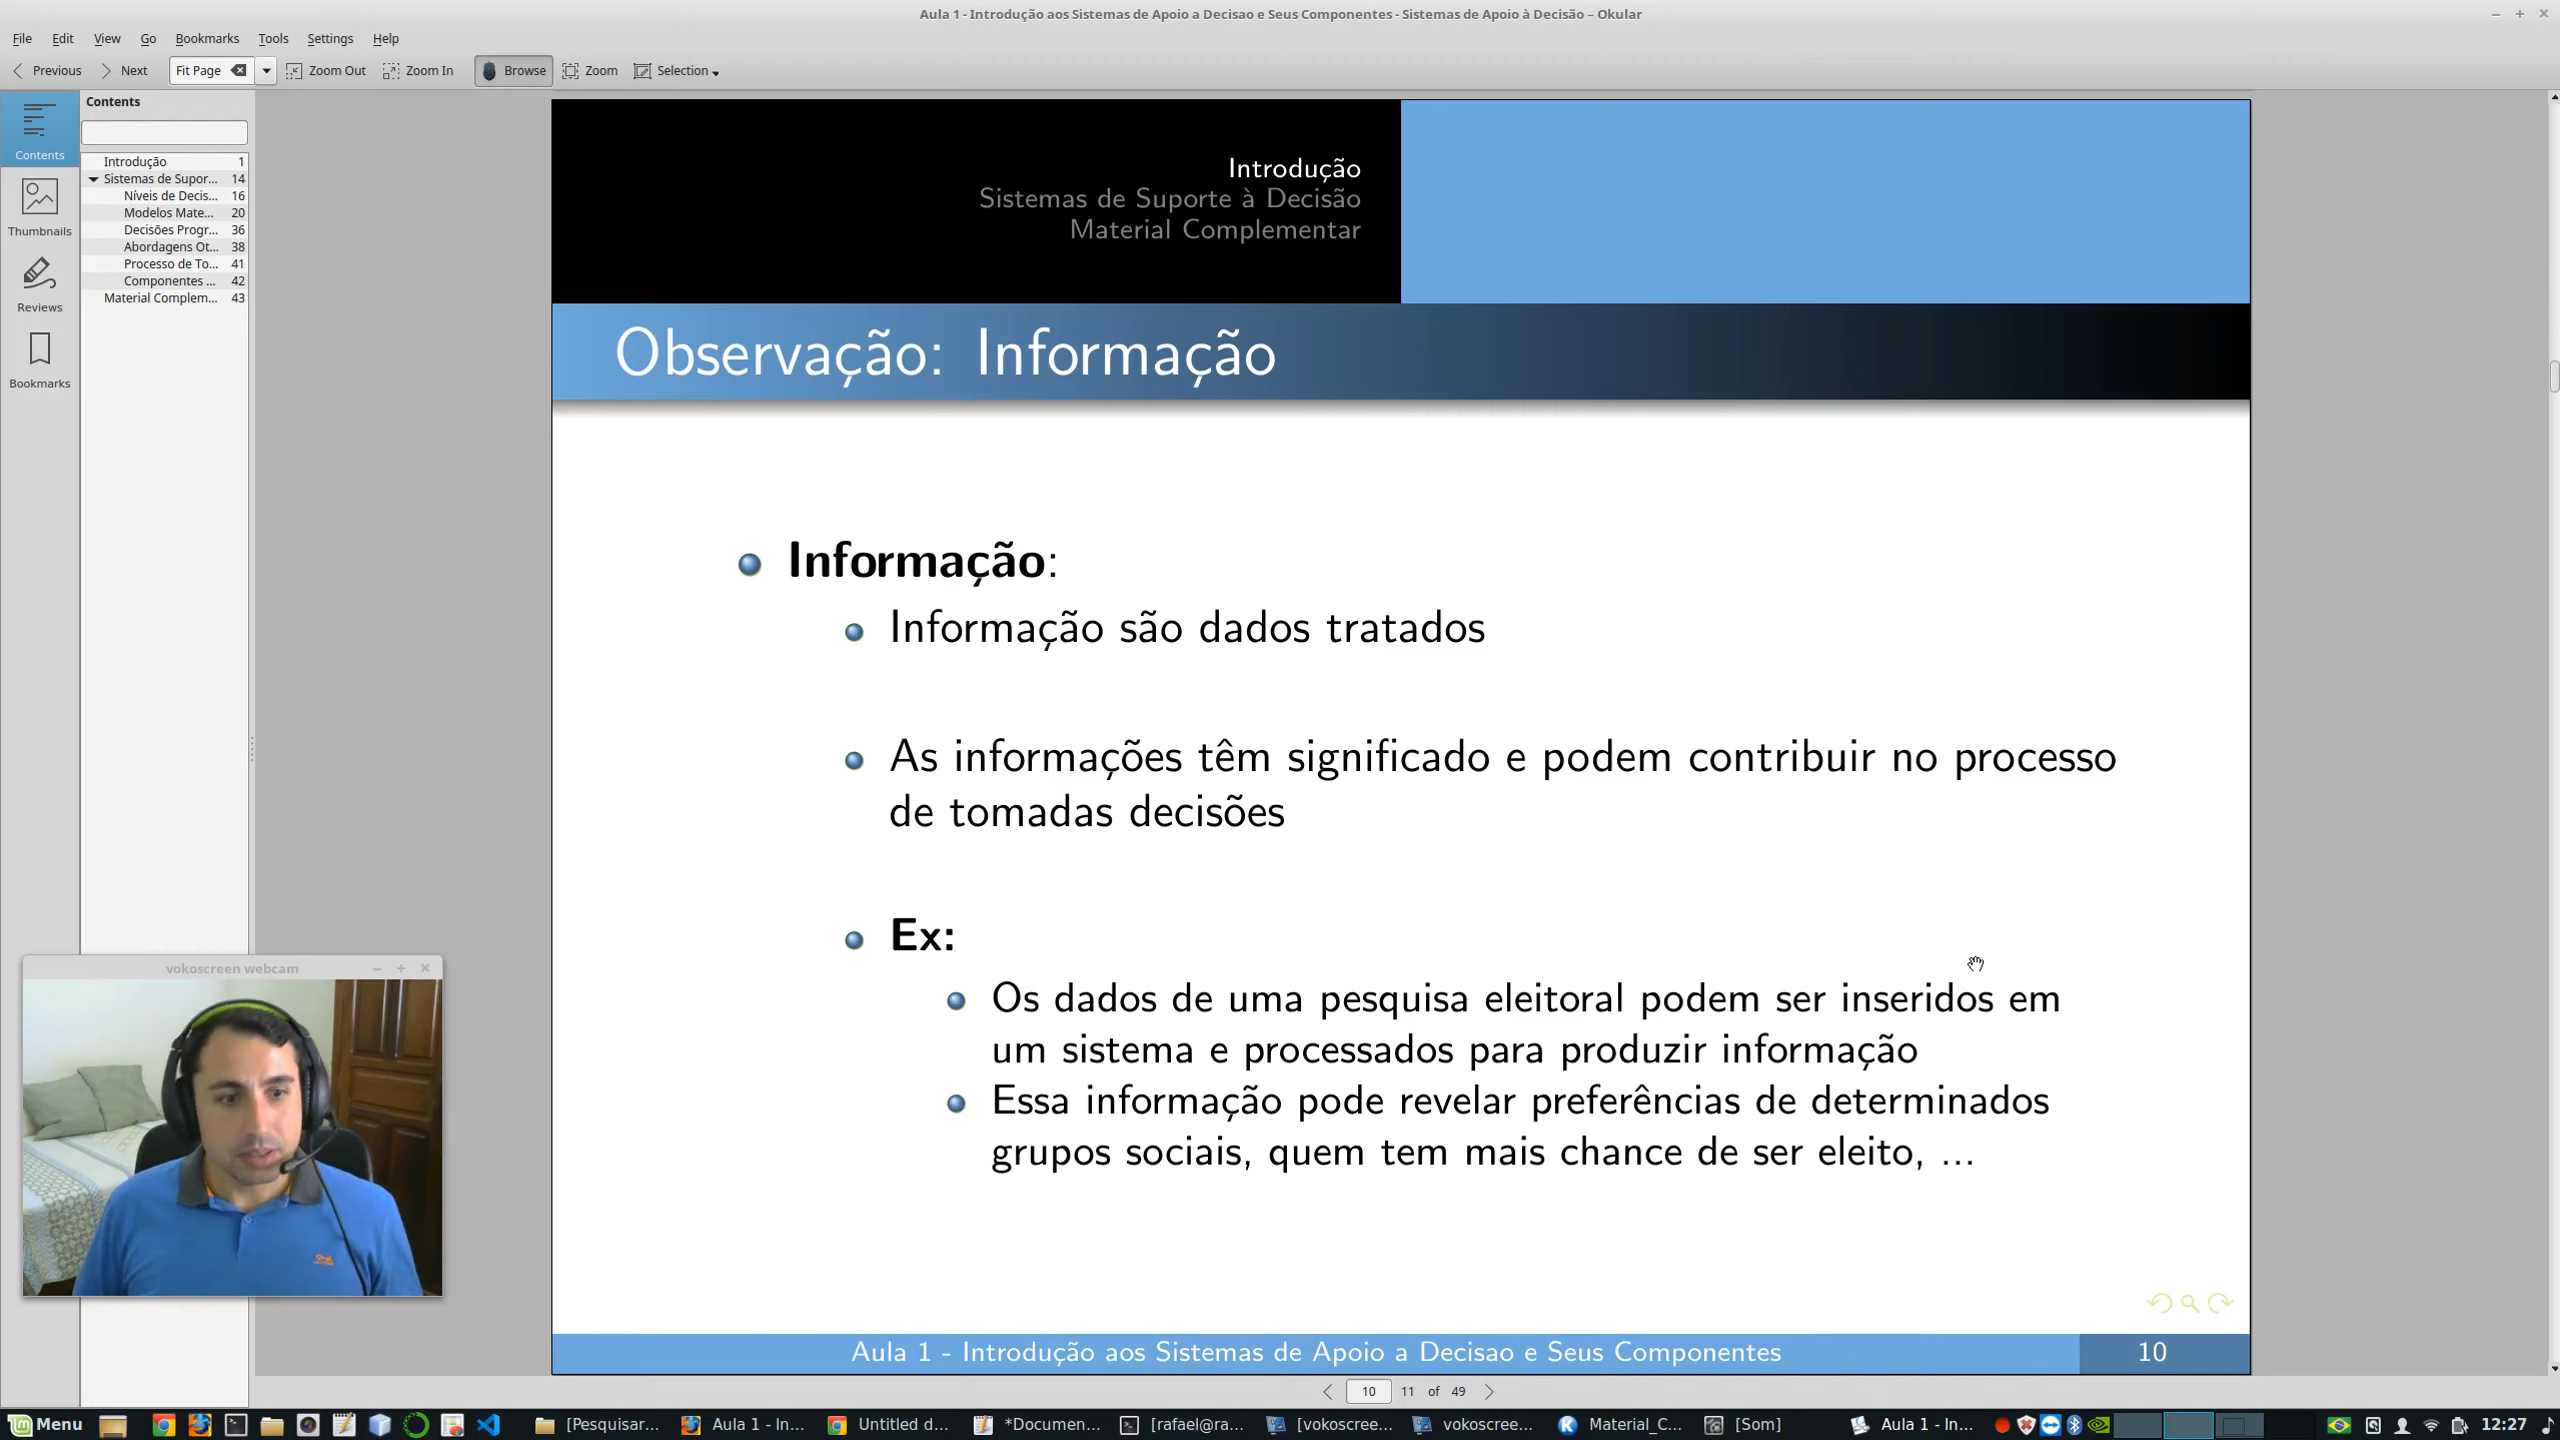 Aula 1 - Introdução aos Sistemas de Apoio a Decisao e Seus Componentes - Sistemas de Apoio à Decisão – Okular
File Edit View Go Bookmarks Tools Settings Help
Previous Next Fit Page Zoom Out Zoom In Browse Zoom Selection
Contents
Thumbnails
Reviews
Bookmarks
Contents
Introdução 1
Sistemas de Supor... 14
Níveis de Decis... 16
Modelos Mate... 20
Decisões Progr... 36
Abordagens Ot... 38
Processo de To... 41
Componentes ... 42
Material Complem... 43
Introdução
Sistemas de Suporte à Decisão
Material Complementar
Observação: Informação
Informação:
Informação são dados tratados
As informações têm significado e podem contribuir no processo
de tomadas decisões
Ex:
Os dados de uma pesquisa eleitoral podem ser inseridos em
um sistema e processados para produzir informação
Essa informação pode revelar preferências de determinados
grupos sociais, quem tem mais chance de ser eleito, ...
Aula 1 - Introdução aos Sistemas de Apoio a Decisao e Seus Componentes 10
vokoscreen webcam
10 11 of 49
Menu [Pesquisar... Aula 1 - In... Untitled d... *Documen... [rafael@ra... [vokoscree... vokoscree... Material_C... [Som] Aula 1 - In... 12:27